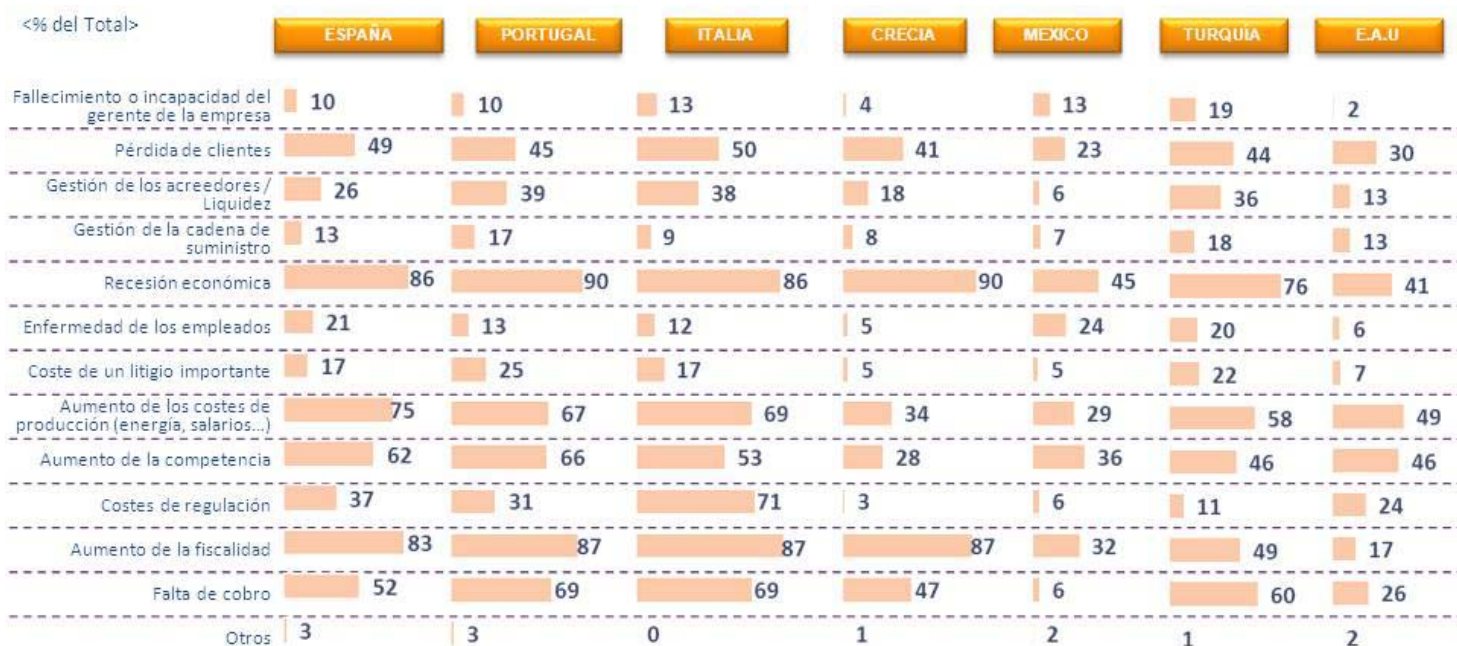 <% del Total>
ESPAÑA PORTUGAL ITALIA CRECIA MEXICO TURQUÍA E.A.U
Fallecimiento o incapacidad del
gerente de la empresa 10 10 13 4 13 19 2
Pérdida de clientes 49 45 50 41 23 44 30
Gestión de los acreedores /
Liquidez 26 39 38 18 6 36 13
Gestión de la cadena de
suministro 13 17 9 8 7 18 13
Recesión económica 86 90 86 90 45 76 41
Enfermedad de los empleados 21 13 12 5 24 20 6
Coste de un litigio importante 17 25 17 5 5 22 7
Aumento de los costes de
producción (energía, salarios...) 75 67 69 34 29 58 49
Aumento de la competencia 62 66 53 28 36 46 46
Costes de regulación 37 31 71 3 6 11 24
Aumento de la fiscalidad 83 87 87 87 32 49 17
Falta de cobro 52 69 69 47 6 60 26
Otros 3 3 0 1 2 1 2